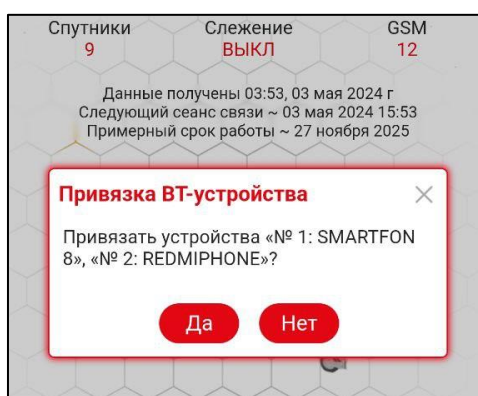 Спутники Слежение GSM
9 ВЫКЛ 12
Данные получены 03:53, 03 мая 2024 г
Следующий сеанс связи ~ 03 мая 2024 15:53
Примерный срок работы ~ 27 ноября 2025
Привязка BT-устройства
Привязать устройства «№ 1: SMARTFON
8», «№ 2: REDMIPHONE»?
Да Нет